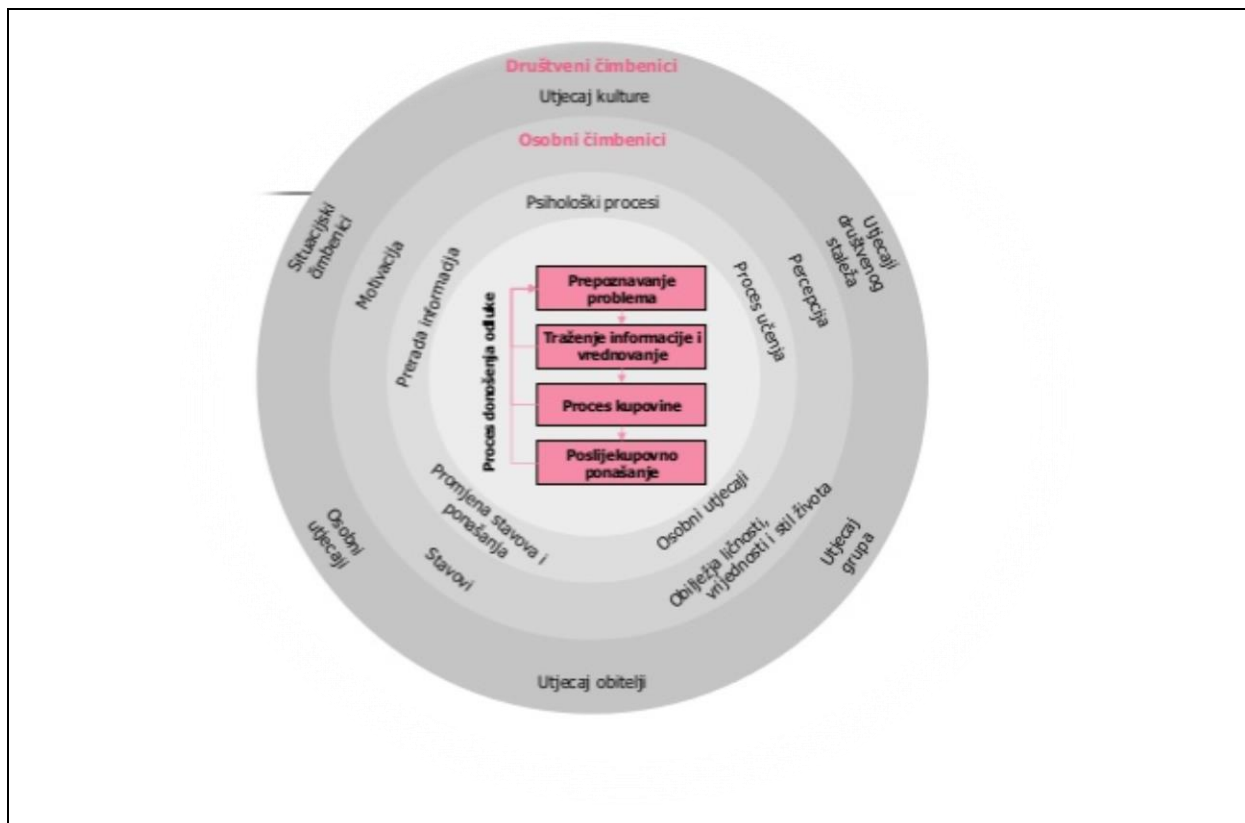 Društveni čimbenici
Utjecaj kulture
Osobni čimbenici
Psihološki procesi
Situacijski
čimbenici
Motivacija
Prerada informacija
Proces učenja
Percepcija
Utjecaji
društvenog
staleža
Proces donošenja odluke
Prepoznavanje
problema
Traženje informacije i
vrednovanje
Proces kupovine
Poslijekupovno
ponašanje
Promjena stavova i
ponašanja
Osobni utjecaji
Osobni
utjecaji
Stavovi
Obilježja ličnosti,
vrijednosti i stil života
Utjecaj
grupa
Utjecaj obitelji